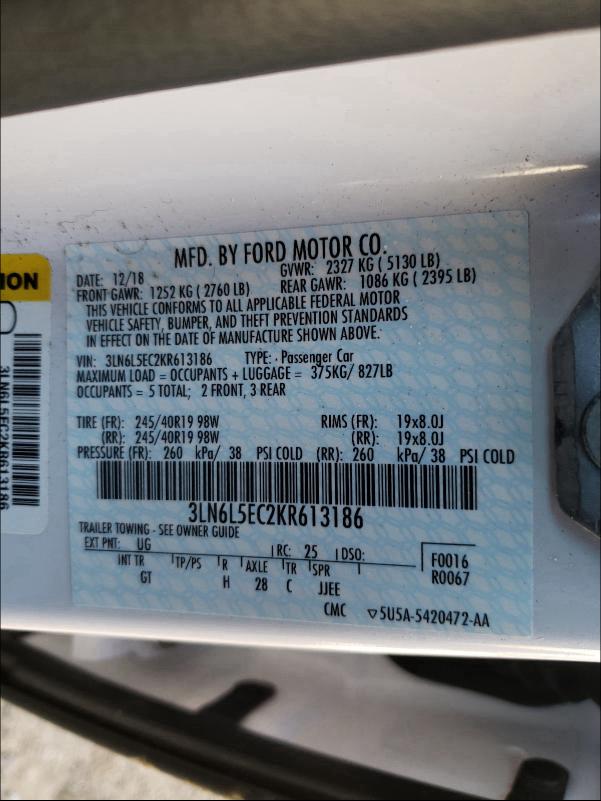 MFD. BY FORD MOTOR CO.
DATE: 12/18 GVWR: 2327 KG ( 5130 LB)
FRONT GAWR: 1252 KG ( 2760 LB) REAR GAWR: 1086 KG ( 2395 LB)
THIS VEHICLE CONFORMS TO ALL APPLICABLE FEDERAL MOTOR
VEHICLE SAFETY, BUMPER, AND THEFT PREVENTION STANDARDS
IN EFFECT ON THE DATE OF MANUFACTURE SHOWN ABOVE.
VIN: 3LN6L5EC2KR613186 TYPE: Passenger Car
MAXIMUM LOAD = OCCUPANTS + LUGGAGE = 375KG/ 827LB
OCCUPANTS = 5 TOTAL; 2 FRONT, 3 REAR
TIRE (FR): 245/40R19 98W RIMS (FR): 19x8.0J
(RR): 245/40R19 98W (RR): 19x8.0J
PRESSURE (FR): 260 kPa/ 38 PSI COLD (RR): 260 kPa/ 38 PSI COLD
3LN6L5EC2KR613186
TRAILER TOWING - SEE OWNER GUIDE
EXT PNT: UG RC: 25 DSO: F0016
INT TR TP/PS R AXLE TR SPR R0067
GT H 28 C JJEE
CMC ▽5U5A-5420472-AA
3LN6L5EC2KR613186